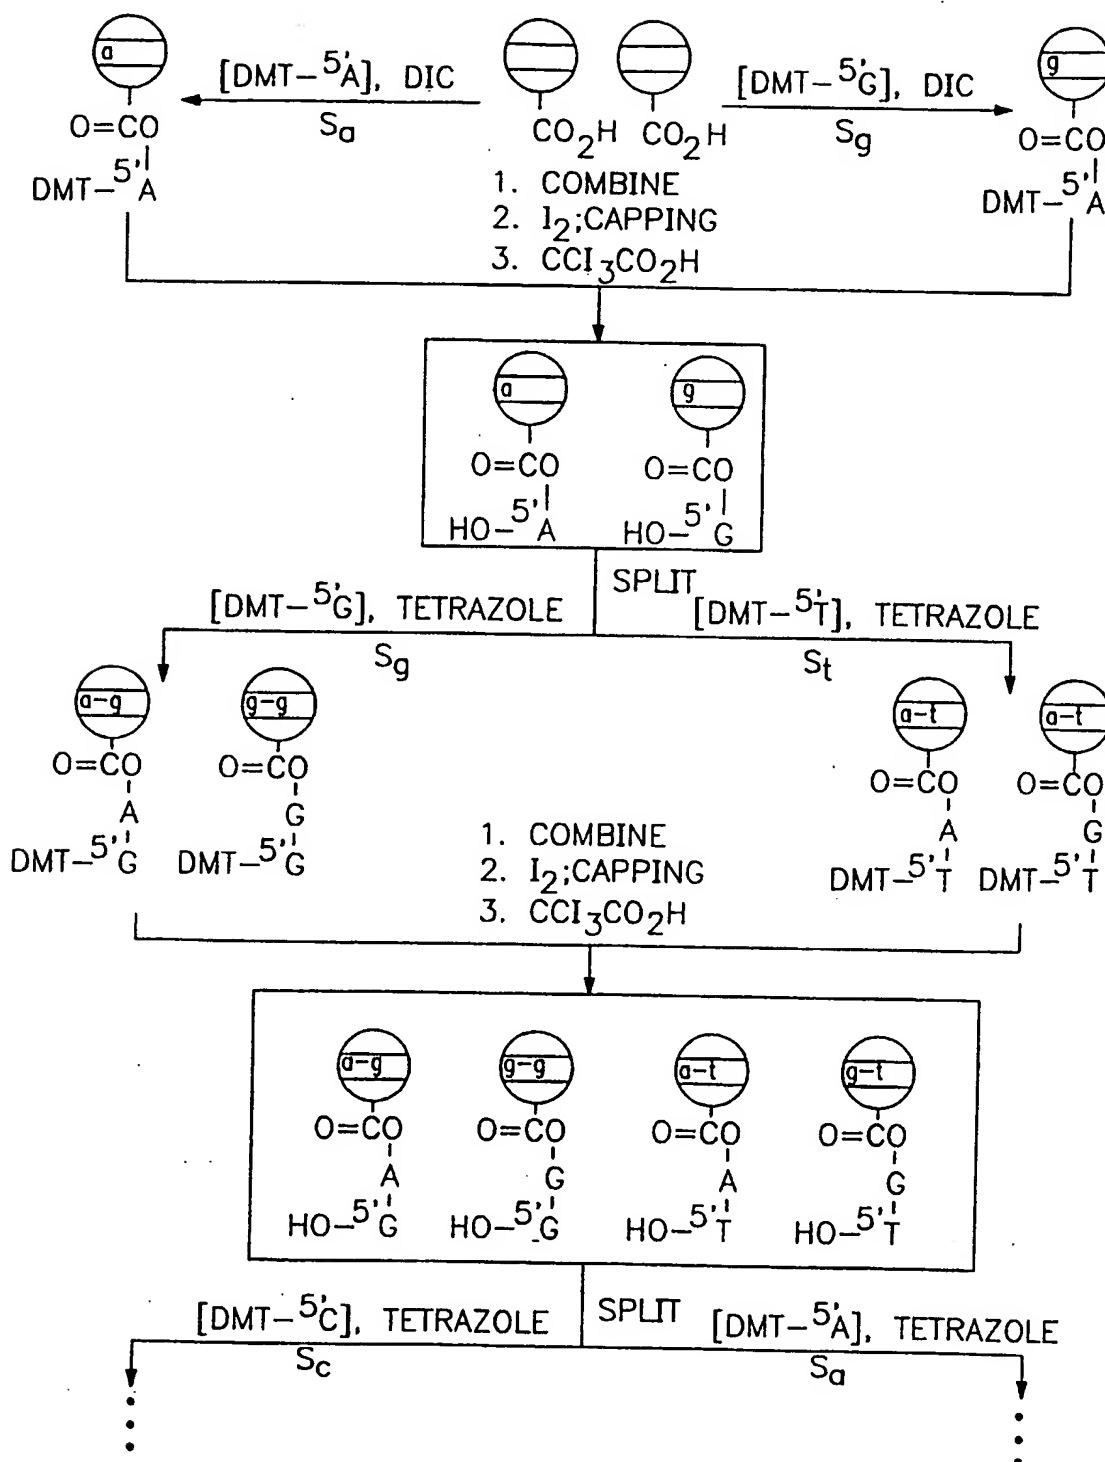 a
g
[DMT-5'A], DIC
Sa
[DMT-5'G], DIC
Sg
CO2H
CO2H
O=CO
DMT-5'A
O=CO
DMT-5'A
1. COMBINE
2. I2;CAPPING
3. CCI3CO2H
a
g
O=CO
O=CO
HO-5'A
HO-5'G
SPLIT
[DMT-5'G], TETRAZOLE
Sg
[DMT-5'T], TETRAZOLE
St
a-g
g-g
a-t
a-t
O=CO
O=CO
O=CO
O=CO
A
G
A
G
DMT-5'G
DMT-5'G
DMT-5'T
DMT-5'T
1. COMBINE
2. I2;CAPPING
3. CCI3CO2H
a-g
g-g
a-t
g-t
O=CO
O=CO
O=CO
O=CO
A
G
A
G
HO-5'G
HO-5'G
HO-5'T
HO-5'T
SPLIT
[DMT-5'C], TETRAZOLE
Sc
[DMT-5'A], TETRAZOLE
Sa